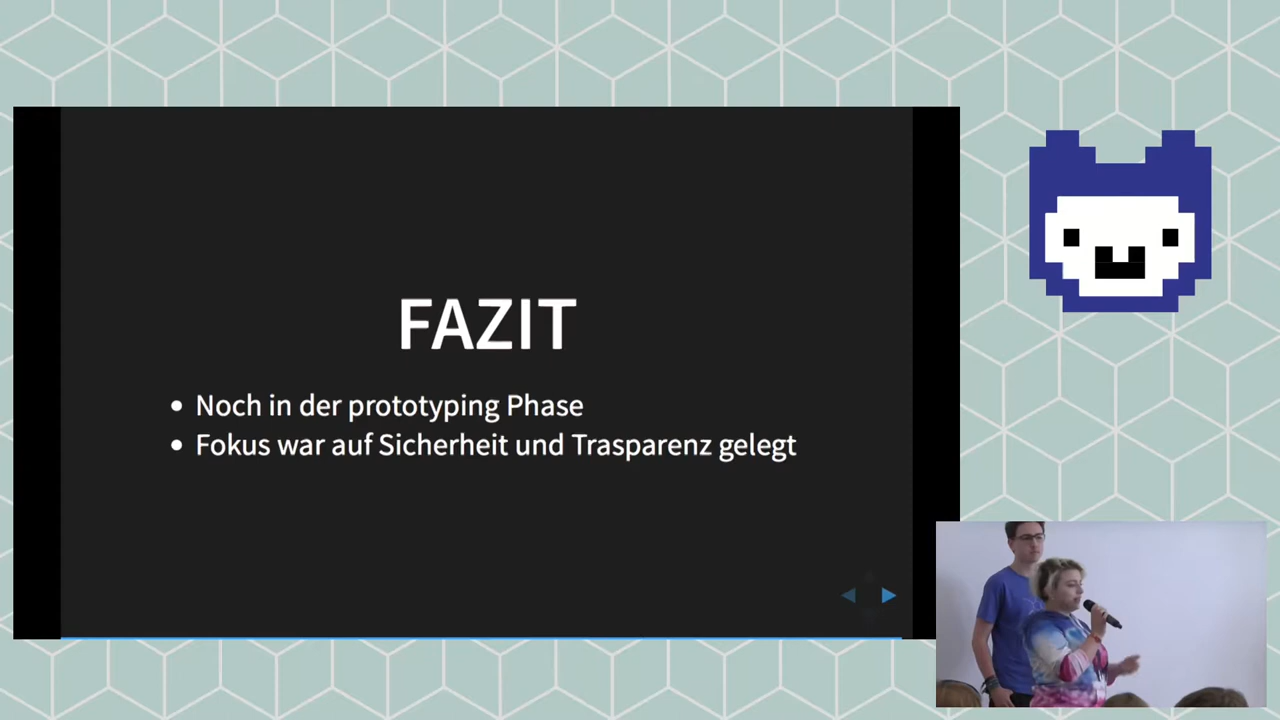 FAZIT
• Noch in der prototyping Phase
• Fokus war auf Sicherheit und Trasparenz gelegt